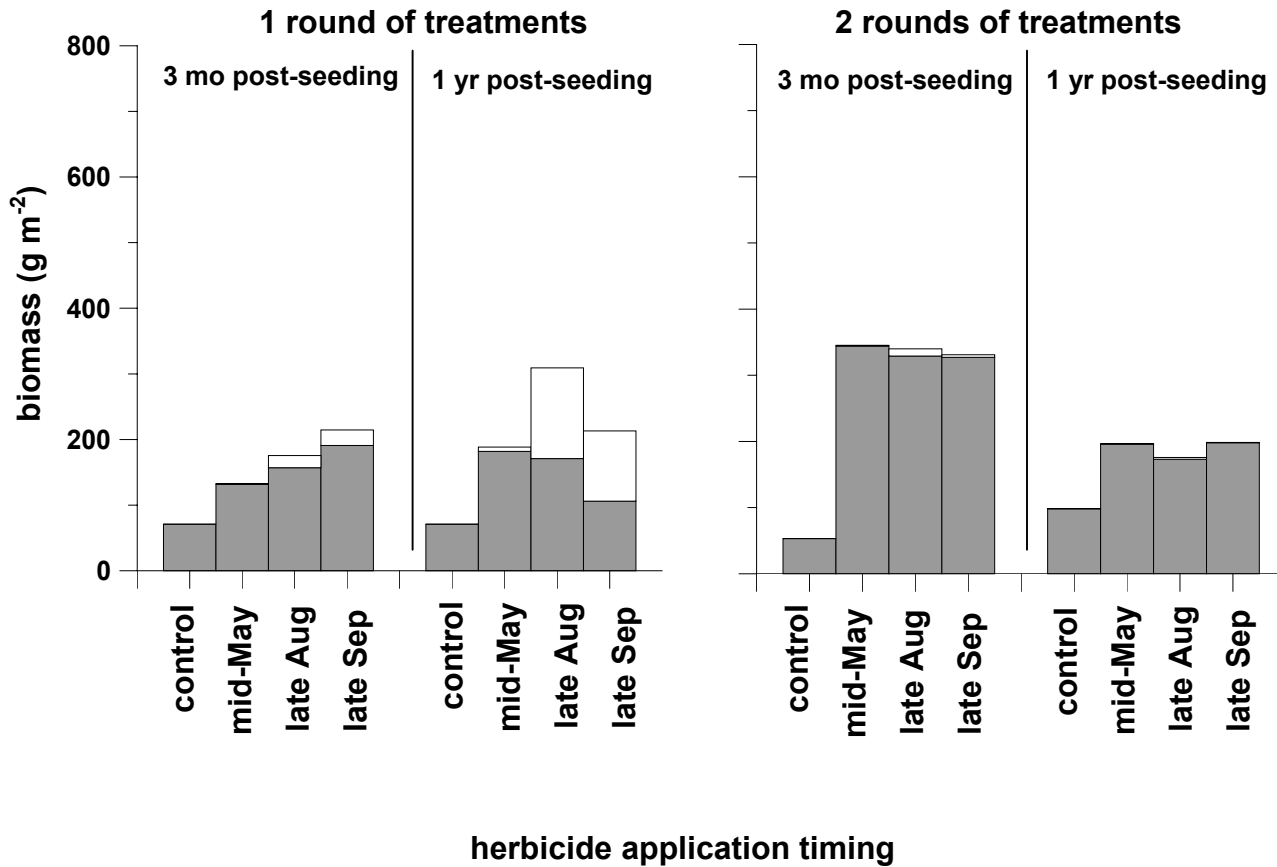 1 round of treatments
2 rounds of treatments
3 mo post-seeding
1 yr post-seeding
3 mo post-seeding
1 yr post-seeding
800
600
400
200
0
biomass (g m-2)
control
mid-May
late Aug
late Sep
control
mid-May
late Aug
late Sep
control
mid-May
late Aug
late Sep
control
mid-May
late Aug
late Sep
herbicide application timing